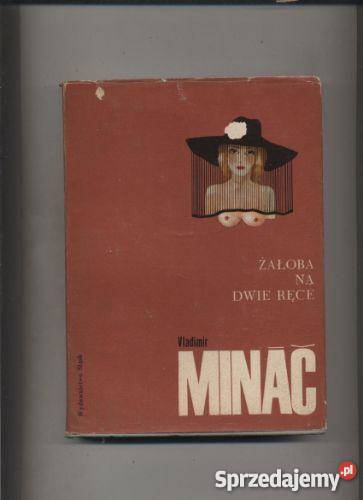 ŻAŁOBA
NA
DWIE RĘCE
Vladimír
MINÁČ
Wydawnictwo Śląsk
Sprzedajemy.pl